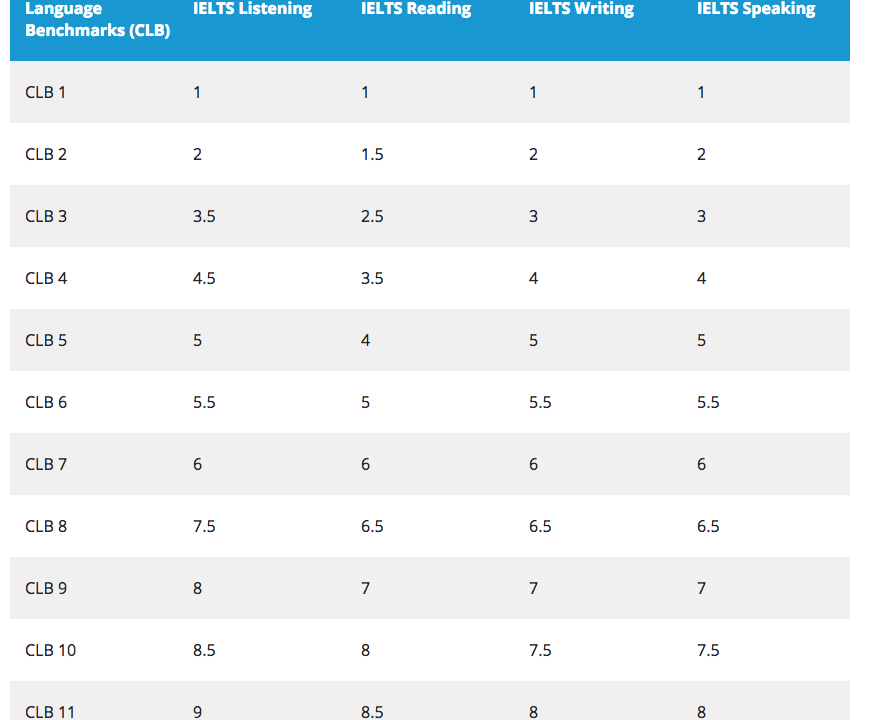 Language IELTS Listening IELTS Reading IELTS Writing IELTS Speaking
Benchmarks (CLB)
CLB 1 1 1 1 1
CLB 2 2 1.5 2 2
CLB 3 3.5 2.5 3 3
CLB 4 4.5 3.5 4 4
CLB 5 5 4 5 5
CLB 6 5.5 5 5.5 5.5
CLB 7 6 6 6 6
CLB 8 7.5 6.5 6.5 6.5
CLB 9 8 7 7 7
CLB 10 8.5 8 7.5 7.5
CLB 11 9 8.5 8 8